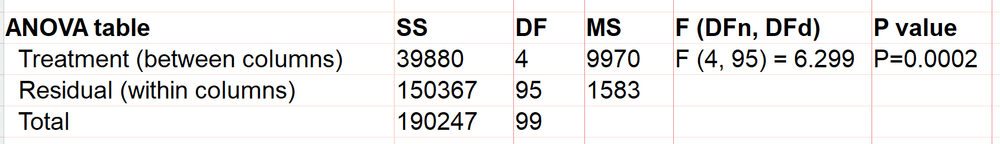 ANOVA table SS DF MS F (DFn, DFd) P value
Treatment (between columns) 39880 4 9970 F (4, 95) = 6.299 P=0.0002
Residual (within columns) 150367 95 1583
Total 190247 99